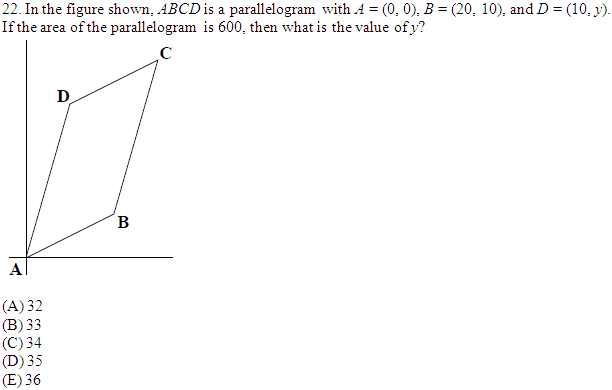 22. In the figure shown, ABCD is a parallelogram with A = (0, 0), B = (20, 10), and D = (10, y).
If the area of the parallelogram is 600, then what is the value of y?
C
D
B
A
(A) 32
(B) 33
(C) 34
(D) 35
(E) 36